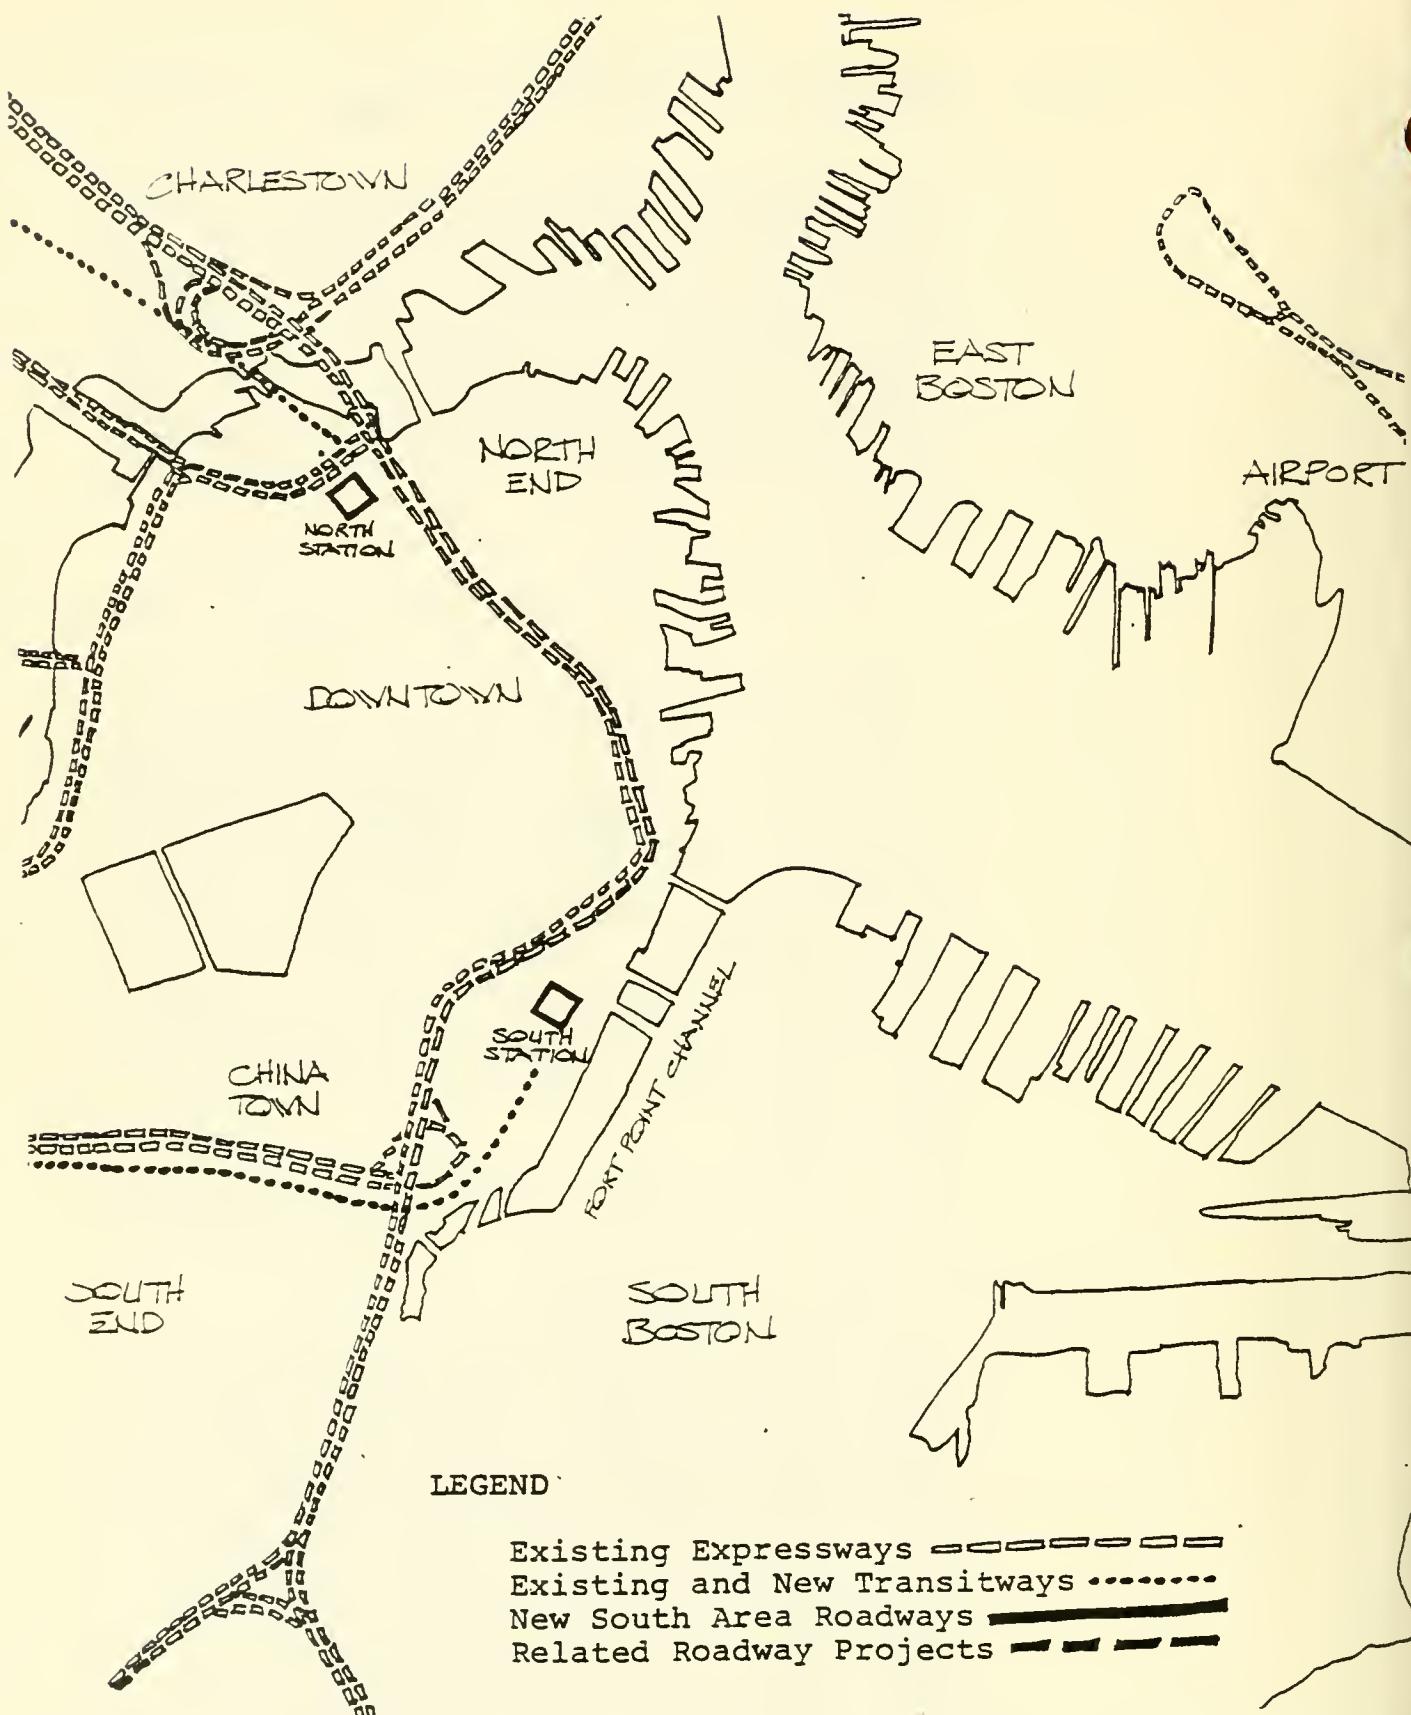 CHARLESTOWN
EAST
BOSTON
NORTH
END
AIRPORT
NORTH
STATION
DOWNTOWN
SOUTH
STATION
FORT POINT CHANNEL
CHINA
TOWN
SOUTH
END
SOUTH
BOSTON
LEGEND
Existing Expressways
Existing and New Transitways
New South Area Roadways
Related Roadway Projects